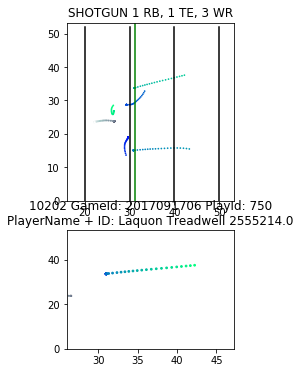 SHOTGUN 1 RB, 1 TE, 3 WR
50
40
30
20
10
0
20 30 40 50
10202 GameId: 2017091706 PlayId: 750
PlayerName + ID: Laquon Treadwell 2555214.0
40
20
0
30 35 40 45